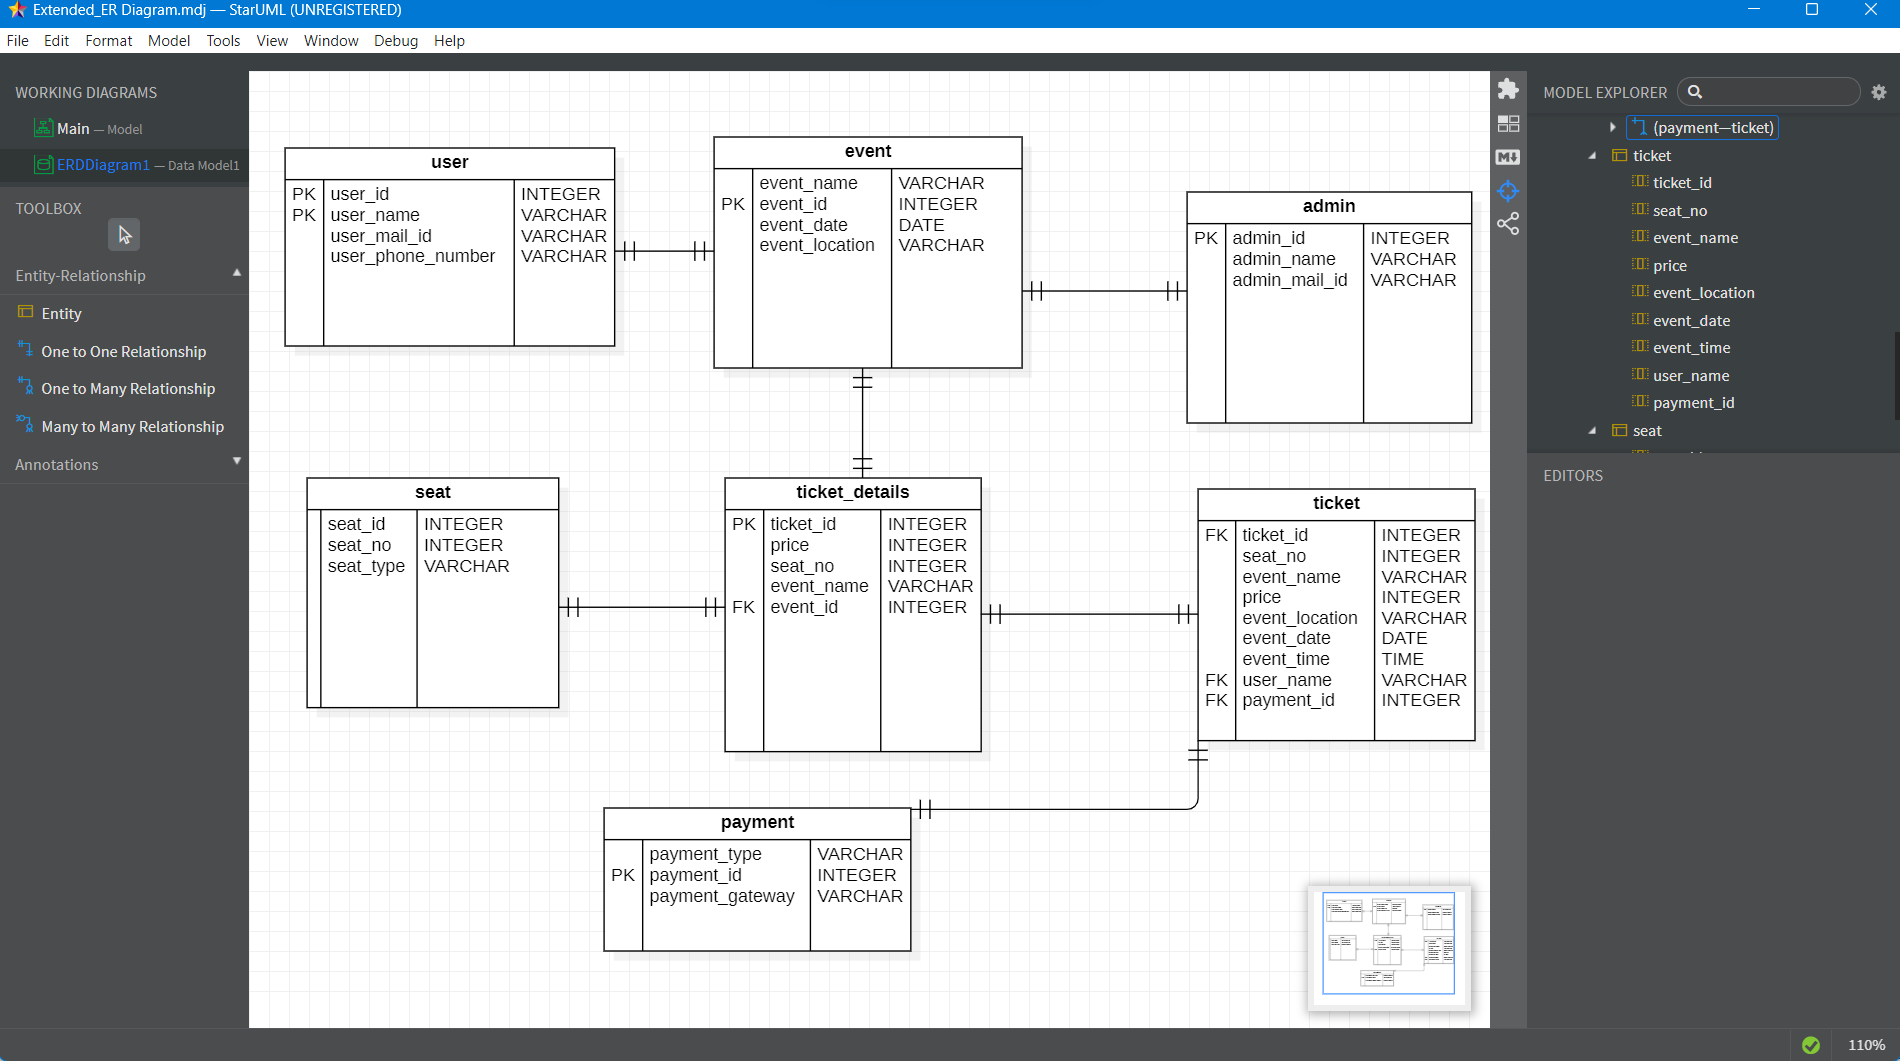 Extended_ER Diagram.mdj — StarUML (UNREGISTERED)
File Edit Format Model Tools View Window Debug Help
WORKING DIAGRAMS
Main — Model
ERDDiagram1 — Data Model1
TOOLBOX
Entity-Relationship
Entity
One to One Relationship
One to Many Relationship
Many to Many Relationship
Annotations
user
PK user_id INTEGER
PK user_name VARCHAR
user_mail_id VARCHAR
user_phone_number VARCHAR
event
event_name VARCHAR
PK event_id INTEGER
event_date DATE
event_location VARCHAR
admin
PK admin_id INTEGER
admin_name VARCHAR
admin_mail_id VARCHAR
seat
seat_id INTEGER
seat_no INTEGER
seat_type VARCHAR
ticket_details
PK ticket_id INTEGER
price INTEGER
seat_no INTEGER
event_name VARCHAR
FK event_id INTEGER
ticket
FK ticket_id INTEGER
seat_no INTEGER
event_name VARCHAR
price INTEGER
event_location VARCHAR
event_date DATE
event_time TIME
FK user_name VARCHAR
FK payment_id INTEGER
payment
payment_type VARCHAR
PK payment_id INTEGER
payment_gateway VARCHAR
MODEL EXPLORER
(payment—ticket)
ticket
ticket_id
seat_no
event_name
price
event_location
event_date
event_time
user_name
payment_id
seat
EDITORS
110%